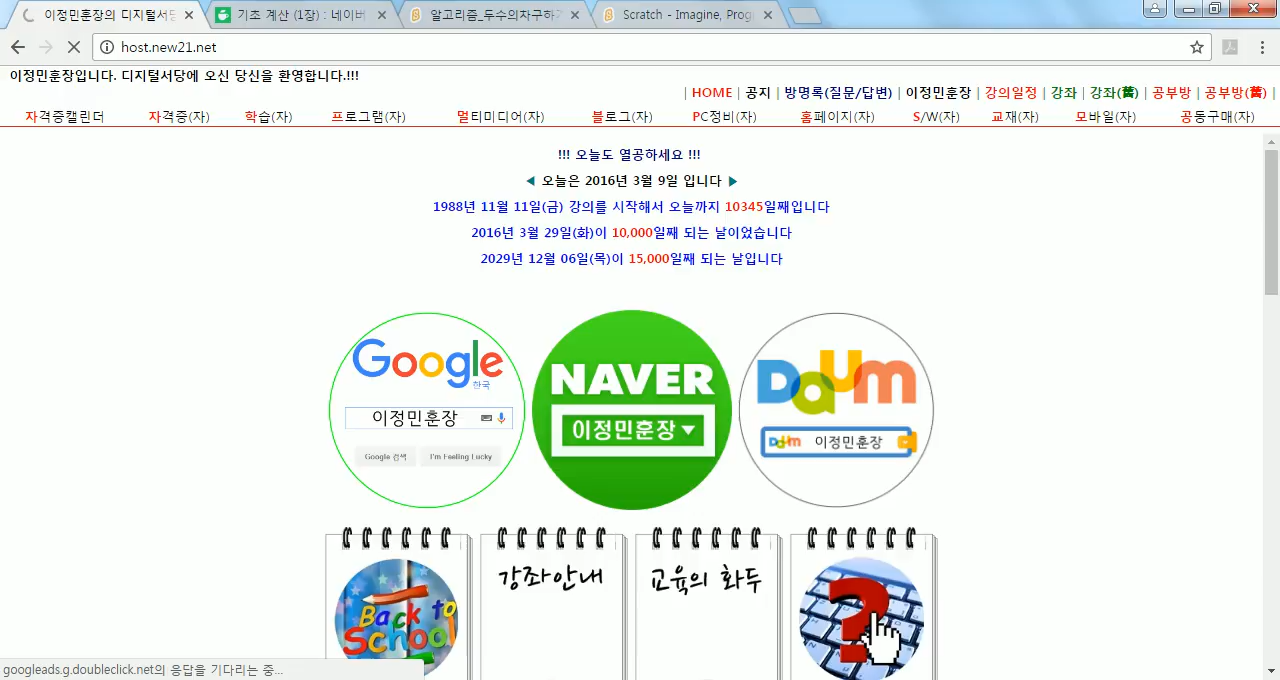 이정민훈장의 디지털서당
기초 계산 (1장) : 네이버
알고리즘_두수의차구하기
Scratch - Imagine, Prog
host.new21.net
이정민훈장입니다. 디지털서당에 오신 당신을 환영합니다.!!!
| HOME | 공지 | 방명록(질문/답변) | 이정민훈장 | 강의일정 | 강좌 | 강좌(舊) | 공부방 | 공부방(舊) |
자격증캘린더 자격증(자) 학습(자) 프로그램(자) 멀티미디어(자) 블로그(자) PC정비(자) 홈페이지(자) S/W(자) 교재(자) 모바일(자) 공동구매(자)
!!! 오늘도 열공하세요 !!!
◀ 오늘은 2016년 3월 9일 입니다 ▶
1988년 11월 11일(금) 강의를 시작해서 오늘까지 10345일째입니다
2016년 3월 29일(화)이 10,000일째 되는 날이었습니다
2029년 12월 06일(목)이 15,000일째 되는 날입니다
Google
한국
이정민훈장
Google 검색 I'm Feeling Lucky
NAVER
이정민훈장
Daum
Daum 이정민훈장
Back to
School
강좌안내
교육의 화두
?
googleads.g.doubleclick.net의 응답을 기다리는 중...